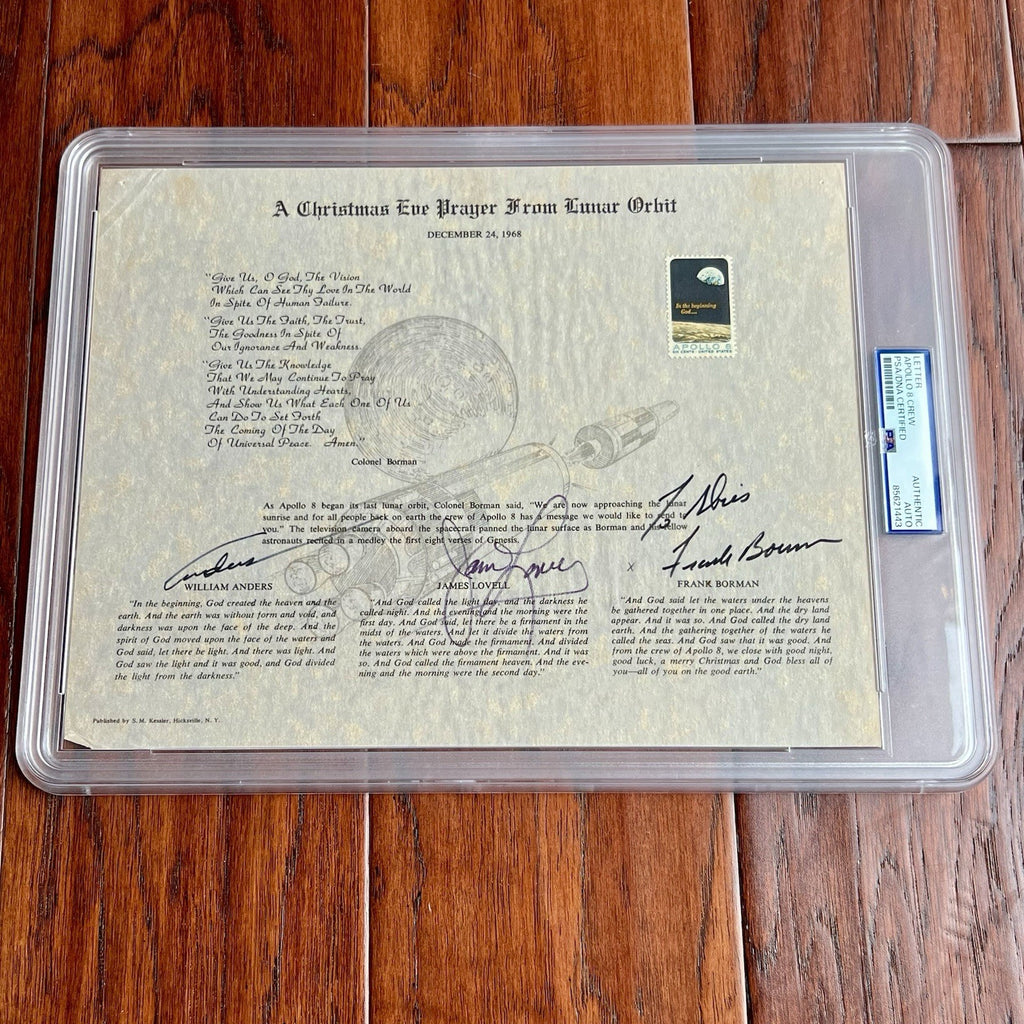 A Christmas Eve Prayer From Lunar Orbit
DECEMBER 24, 1968
"Give Us, O God, The Vision
Which Can See Thy Love In The World
In Spite Of Human Failure.
"Give Us The Faith, The Trust,
The Goodness In Spite Of
Our Ignorance And Weakness.
"Give Us The Knowledge
That We May Continue To Pray
With Understanding Hearts,
And Show Us What Each One Of Us
Can Do To Set Forth
The Coming Of The Day
Of Universal Peace. Amen."
Colonel Borman
In the beginning
God...
APOLLO 8
SIX CENTS · UNITED STATES
As Apollo 8 began its last lunar orbit, Colonel Borman said, "We are now approaching the lunar
sunrise and for all people back on earth the crew of Apollo 8 has a message we would like to send to
you." The television camera aboard the spacecraft panned the lunar surface as Borman and his fellow
astronauts recited in a medley the first eight verses of Genesis.
To
Anders
James Lovell
x
Frank Borman
WILLIAM ANDERS
JAMES LOVELL
FRANK BORMAN
"In the beginning, God created the heaven and the
earth. And the earth was without form and void, and
darkness was upon the face of the deep. And the
spirit of God moved upon the face of the waters and
God said, let there be light. And there was light. And
God saw the light and it was good, and God divided
the light from the darkness."
"And God called the light day and the darkness he
called night. And the evening and the morning were the
first day. And God said, let there be a firmament in the
midst of the waters. And let it divide the waters from
the waters. And God made the firmament. And divided
the waters which were above the firmament. And it was
so. And God called the firmament heaven. And the eve-
ning and the morning were the second day."
"And God said let the waters under the heavens
be gathered together in one place. And the dry land
appear. And it was so. And God called the dry land
earth. And the gathering together of the waters he
called the seas. And God saw that it was good. And
from the crew of Apollo 8, we close with good night,
good luck, a merry Christmas and God bless all of
you—all of you on the good earth."
Published by S. M. Kessler, Hicksville, N. Y.
LETTER
APOLLO 8 CREW
PSA/DNA CERTIFIED
PSA
AUTHENTIC
AUTO
85621443